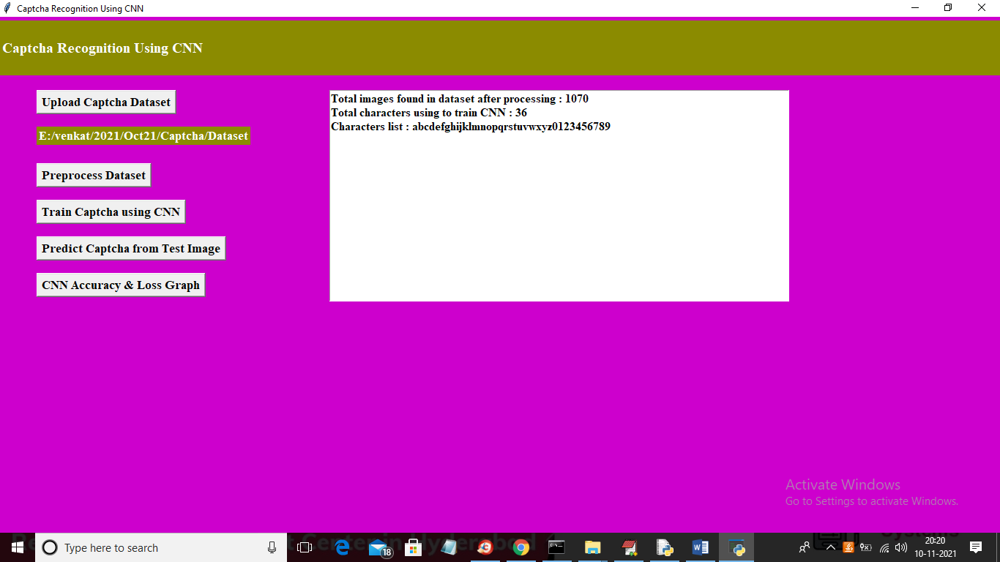 Captcha Recognition Using CNN
Captcha Recognition Using CNN
Upload Captcha Dataset
E:/venkat/2021/Oct21/Captcha/Dataset
Preprocess Dataset
Train Captcha using CNN
Predict Captcha from Test Image
CNN Accuracy & Loss Graph
Total images found in dataset after processing : 1070
Total characters using to train CNN : 36
Characters list : abcdefghijklmnopqrstuvwxyz0123456789
Activate Windows
Go to Settings to activate Windows.
Type here to search
18
20:20
10-11-2021